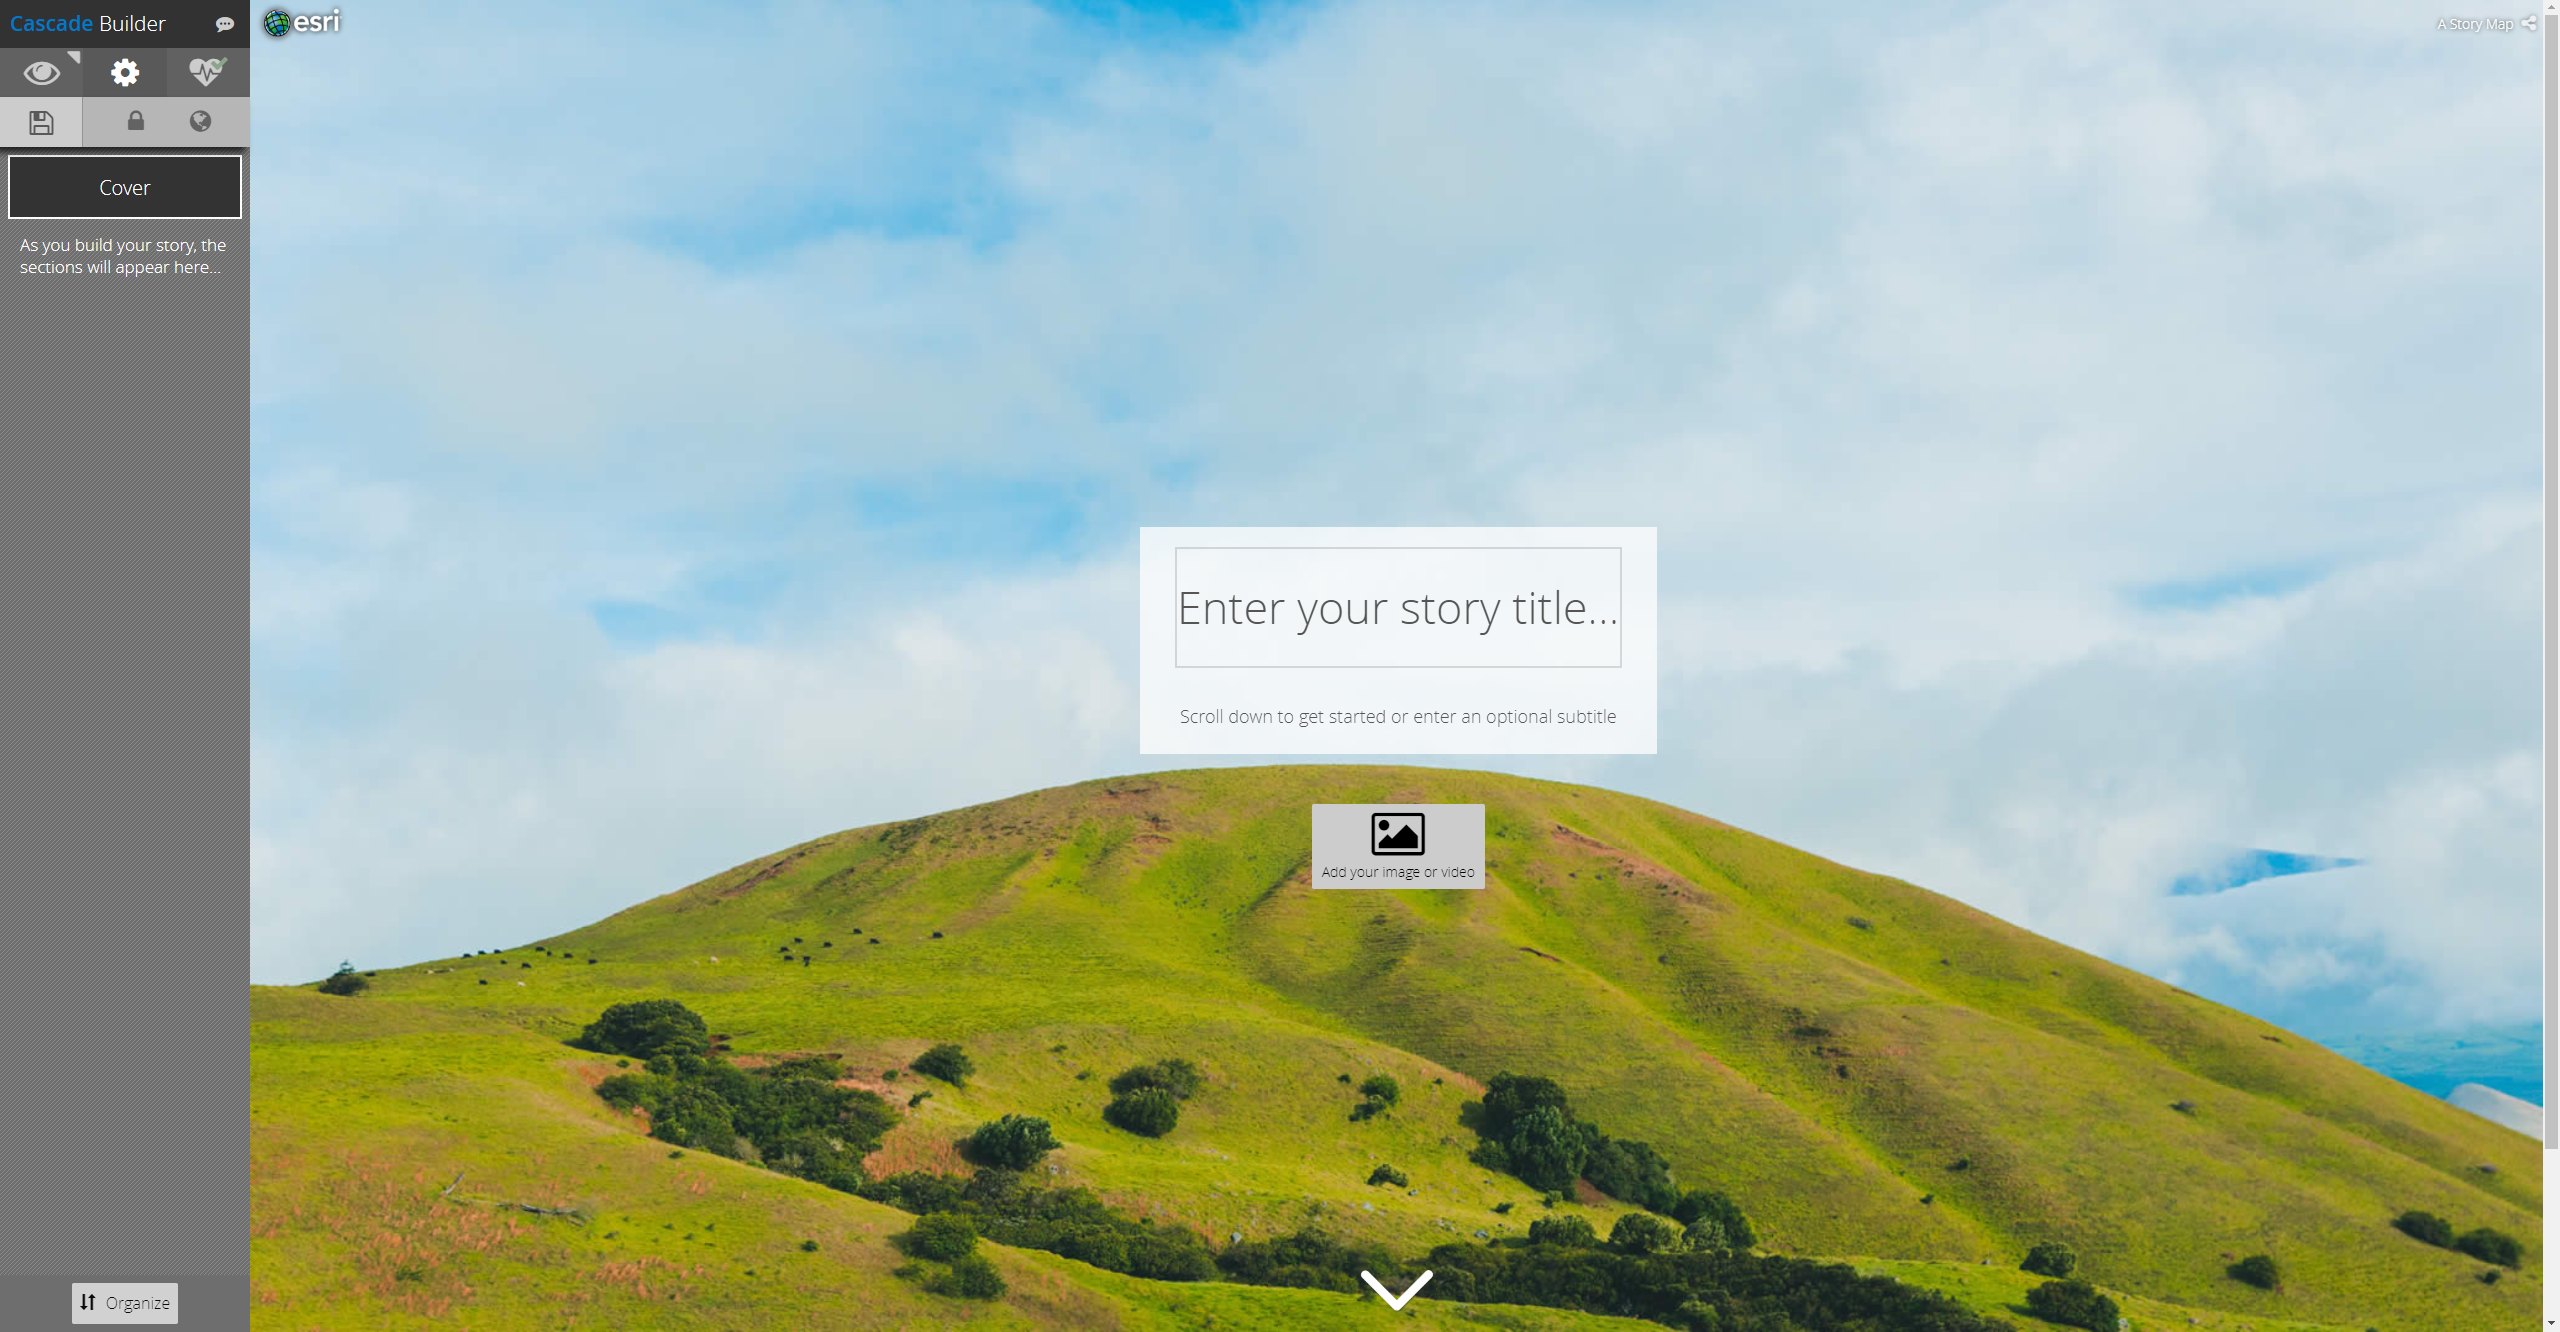 Cascade Builder
esri
A Story Map
Cover
As you build your story, the
sections will appear here...
Enter your story title...
Scroll down to get started or enter an optional subtitle
Add your image or video
Organize